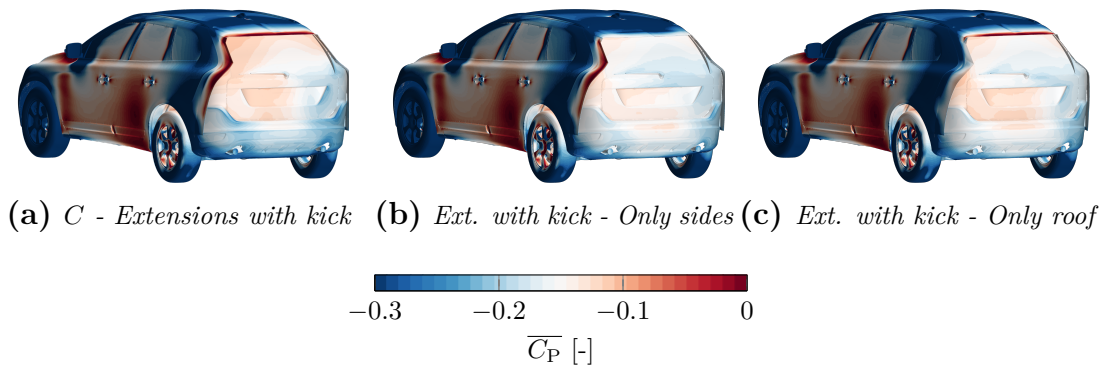 (a) C - Extensions with kick (b) Ext. with kick - Only sides (c) Ext. with kick - Only roof
−0.3 −0.2 −0.1 0
C_P [-]